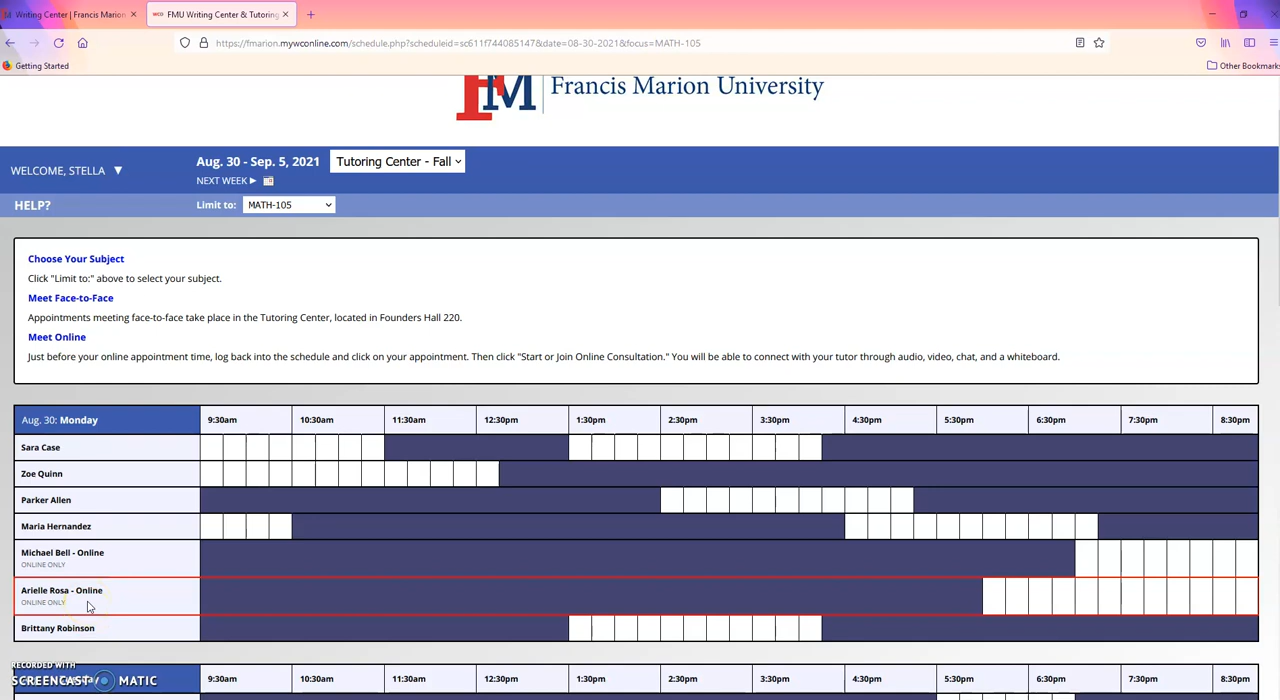 Writing Center | Francis Marion
WCO
FMU Writing Center & Tutoring
https://fmarion.mywconline.com/schedule.php?scheduleid=sc611f744085147&date=08-30-2021&focus=MATH-105
Getting Started
Other Bookmarks
FM Francis Marion University
WELCOME, STELLA ▼
Aug. 30 - Sep. 5, 2021
Tutoring Center - Fall
NEXT WEEK ▶
HELP?
Limit to: MATH-105
Choose Your Subject
Click "Limit to:" above to select your subject.
Meet Face-to-Face
Appointments meeting face-to-face take place in the Tutoring Center, located in Founders Hall 220.
Meet Online
Just before your online appointment time, log back into the schedule and click on your appointment. Then click "Start or Join Online Consultation." You will be able to connect with your tutor through audio, video, chat, and a whiteboard.
Aug. 30: Monday 9:30am 10:30am 11:30am 12:30pm 1:30pm 2:30pm 3:30pm 4:30pm 5:30pm 6:30pm 7:30pm 8:30pm
Sara Case
Zoe Quinn
Parker Allen
Maria Hernandez
Michael Bell - Online
ONLINE ONLY
Arielle Rosa - Online
ONLINE ONLY
Brittany Robinson
RECORDED WITH
SCREENCAST MATIC
9:30am 10:30am 11:30am 12:30pm 1:30pm 2:30pm 3:30pm 4:30pm 5:30pm 6:30pm 7:30pm 8:30pm